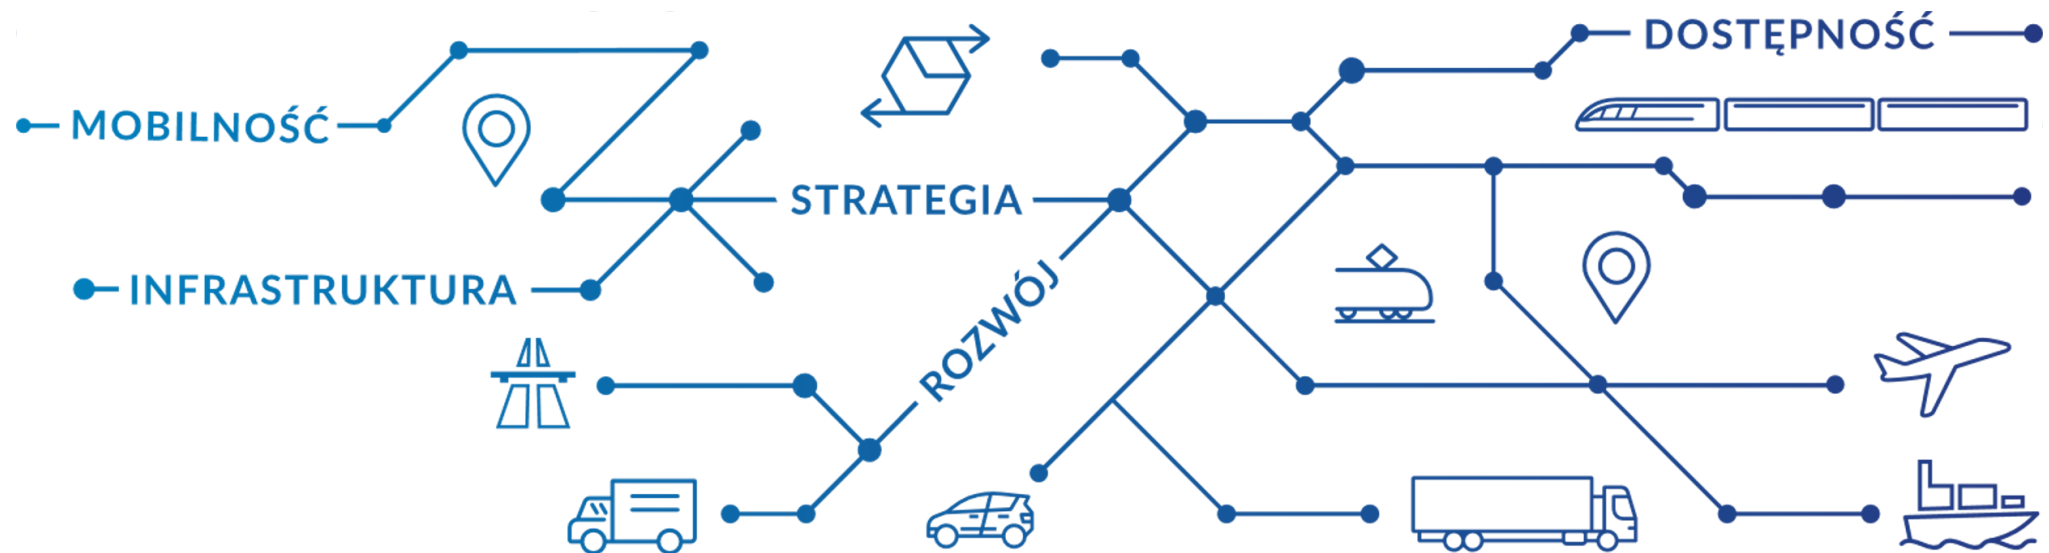 DOSTĘPNOŚĆ
MOBILNOŚĆ
STRATEGIA
INFRASTRUKTURA
ROZWÓJ